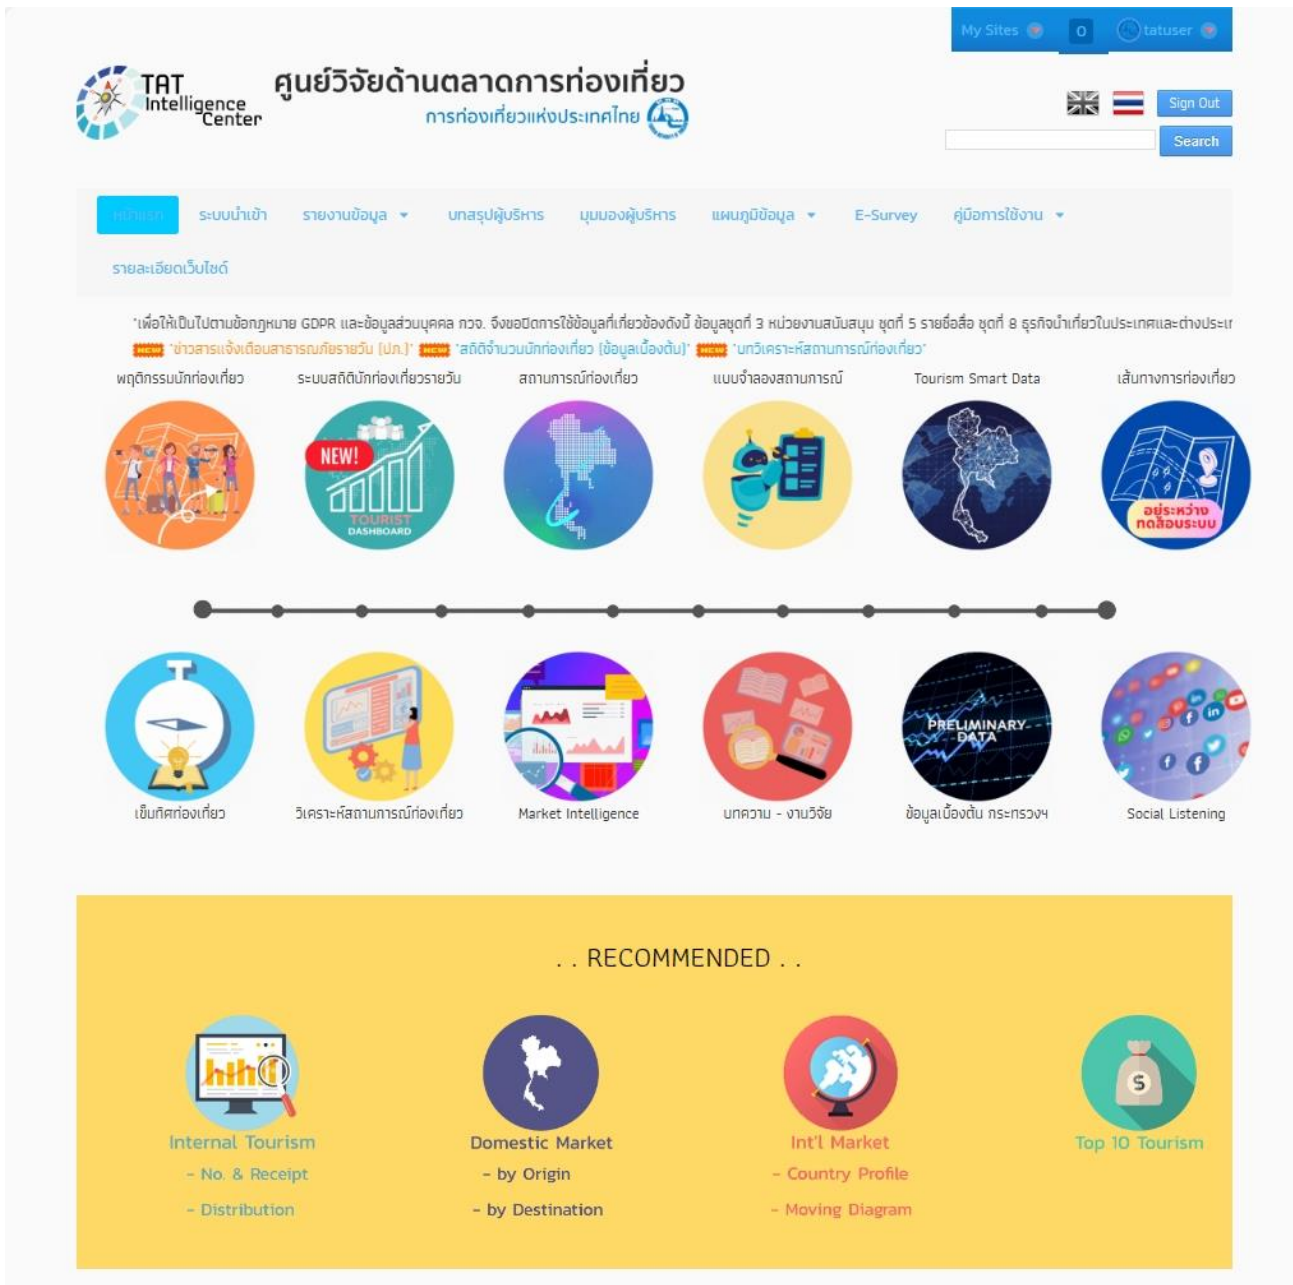 My Sites 0 tatuser
TAT
Intelligence
Center
ศูนย์วิจัยด้านตลาดการท่องเที่ยว
การท่องเที่ยวแห่งประเทศไทย
Sign Out
Search
หน้าแรก ระบบนำเข้า รายงานข้อมูล บทสรุปผู้บริหาร มุมมองผู้บริหาร แผนภูมิข้อมูล E-Survey คู่มือการใช้งาน
รายละเอียดเว็บไซต์
"เพื่อให้เป็นไปตามข้อกฎหมาย GDPR และข้อมูลส่วนบุคคล กวจ. จึงขอปิดการใช้ข้อมูลที่เกี่ยวข้องดังนี้ ข้อมูลชุดที่ 3 หน่วยงานสนับสนุน ชุดที่ 5 รายชื่อสื่อ ชุดที่ 8 ธุรกิจนำเที่ยวในประเทศและต่างประเ
NEW "ข่าวสารแจ้งเตือนสาธารณภัยรายวัน (ปภ.)" NEW "สถิติจำนวนนักท่องเที่ยว (ข้อมูลเบื้องต้น)" NEW "บทวิเคราะห์สถานการณ์ท่องเที่ยว"
พฤติกรรมนักท่องเที่ยว ระบบสถิตินักท่องเที่ยวรายวัน สถานการณ์ท่องเที่ยว แบบจำลองสถานการณ์ Tourism Smart Data เส้นทางการท่องเที่ยว
NEW!
TOURIST
DASHBOARD
อยู่ระหว่าง
ทดสอบระบบ
PRELIMINARY
DATA
เข็มทิศท่องเที่ยว วิเคราะห์สถานการณ์ท่องเที่ยว Market Intelligence บทความ - งานวิจัย ข้อมูลเบื้องต้น กระทรวงฯ Social Listening
. . RECOMMENDED . .
Internal Tourism Domestic Market Int'l Market Top 10 Tourism
- No. & Receipt - by Origin - Country Profile
- Distribution - by Destination - Moving Diagram